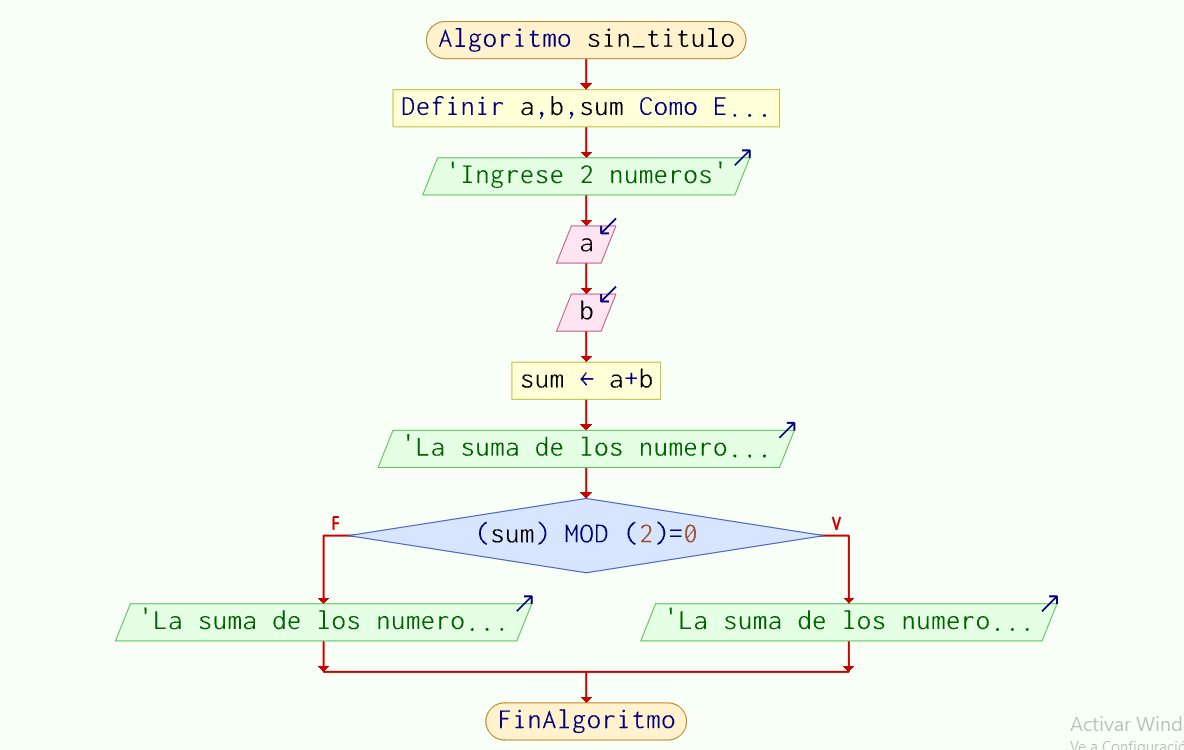 Algoritmo sin_titulo
Definir a,b,sum Como E...
'Ingrese 2 numeros'
a
b
sum ← a+b
'La suma de los numero...
(sum) MOD (2)=0
F
V
'La suma de los numero...
'La suma de los numero...
FinAlgoritmo
Activar Wind
Ve a Configuració